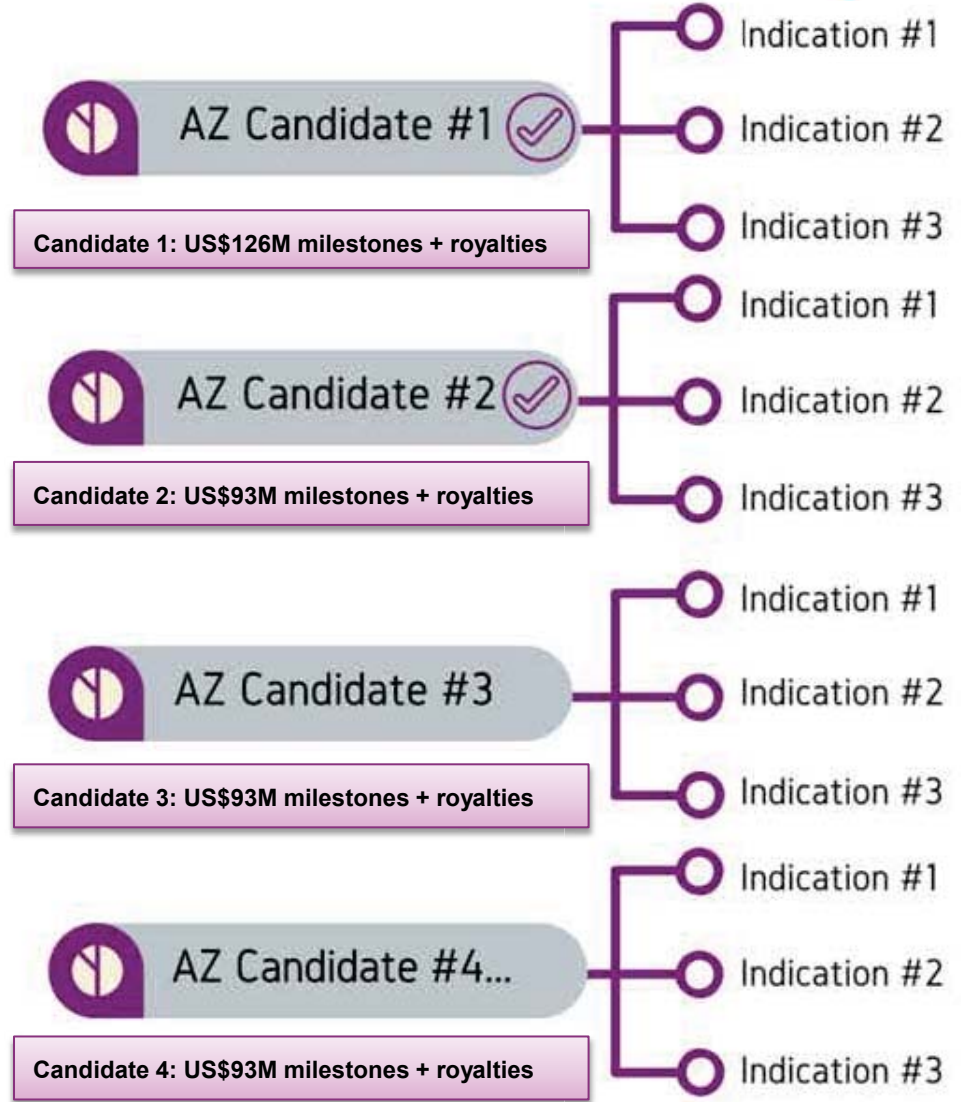 Indication #1
AZ Candidate #1
Indication #2
Indication #3
Candidate 1: US$126M milestones + royalties
Indication #1
AZ Candidate #2
Indication #2
Indication #3
Candidate 2: US$93M milestones + royalties
Indication #1
AZ Candidate #3
Indication #2
Indication #3
Candidate 3: US$93M milestones + royalties
Indication #1
AZ Candidate #4...
Indication #2
Indication #3
Candidate 4: US$93M milestones + royalties